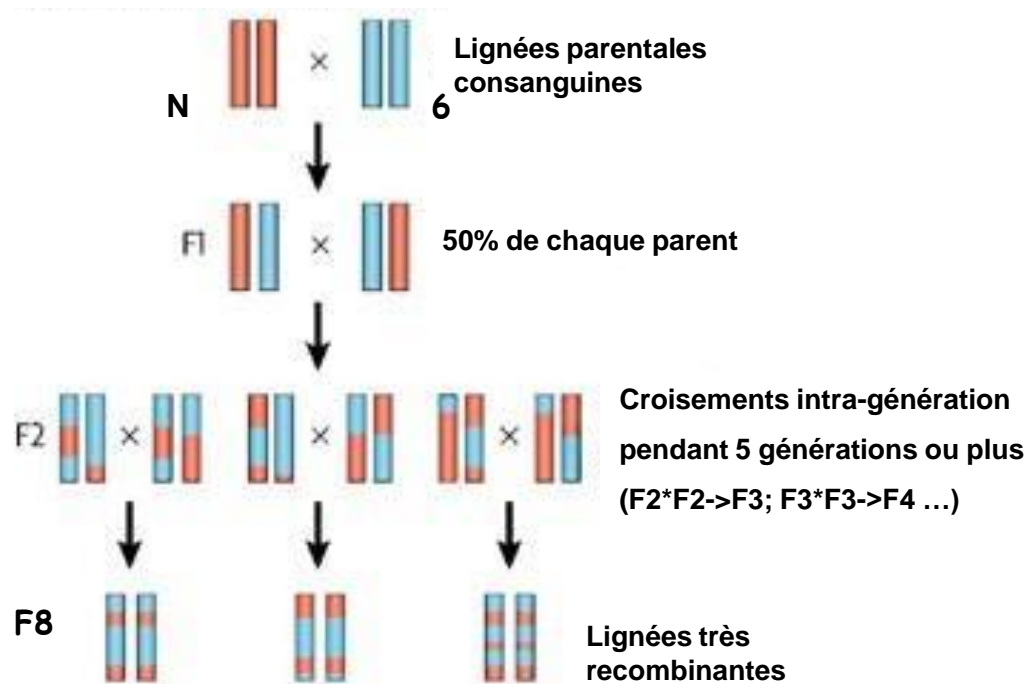 Lignées parentales
consanguines
N × 6
F1 × 50% de chaque parent
F2 × × ×
Croisements intra-génération
pendant 5 générations ou plus
(F2*F2->F3; F3*F3->F4 …)
F8
Lignées très
recombinantes